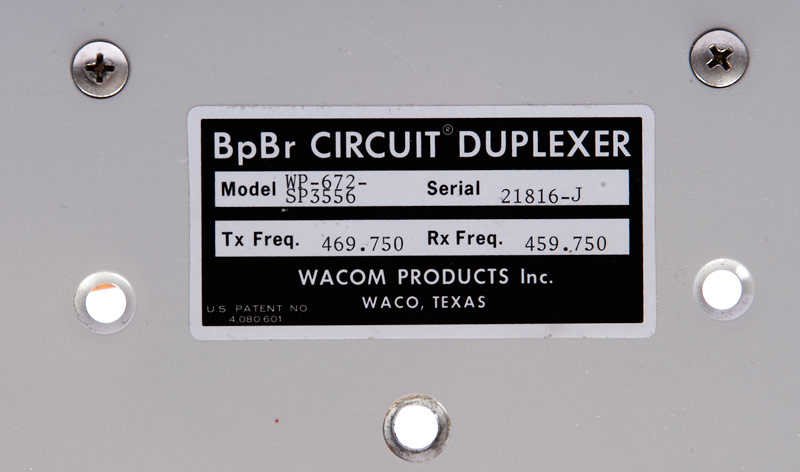 BpBr CIRCUIT® DUPLEXER
Model WP-672-
SP3556 Serial 21816-J
Tx Freq. 469.750 Rx Freq. 459.750
WACOM PRODUCTS Inc.
WACO, TEXAS
U.S. PATENT NO.
4,080,601